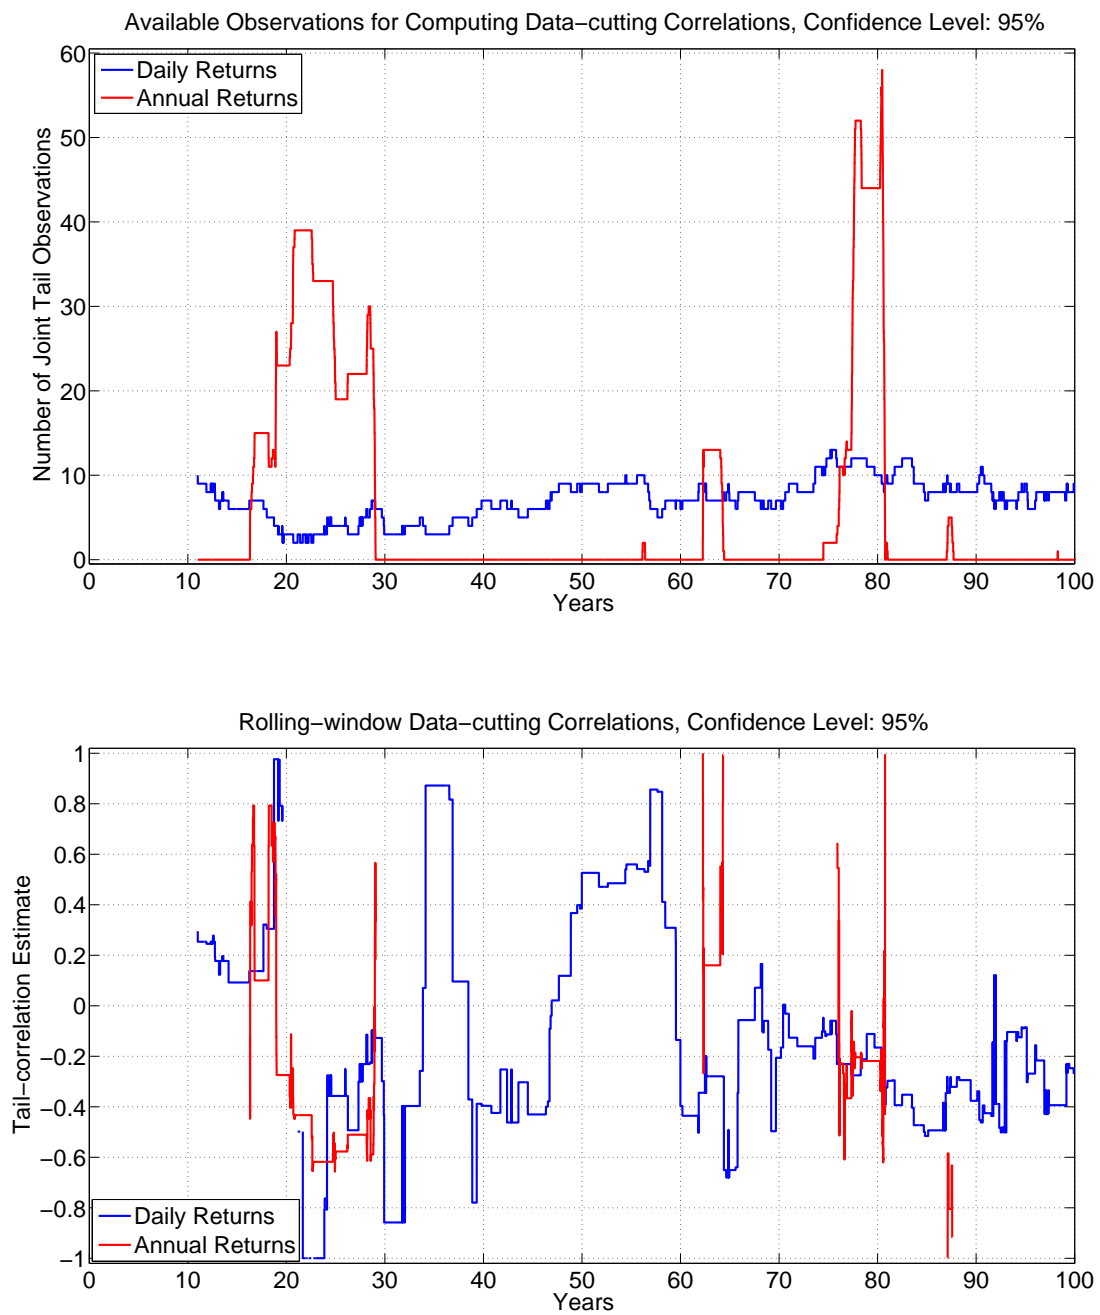 Available Observations for Computing Data−cutting Correlations, Confidence Level: 95%
60
50
40
30
20
10
0
Number of Joint Tail Observations
Daily Returns
Annual Returns
0 10 20 30 40 50 60 70 80 90 100
Years
Rolling−window Data−cutting Correlations, Confidence Level: 95%
1
0.8
0.6
0.4
0.2
0
−0.2
−0.4
−0.6
−0.8
−1
Tail−correlation Estimate
Daily Returns
Annual Returns
0 10 20 30 40 50 60 70 80 90 100
Years